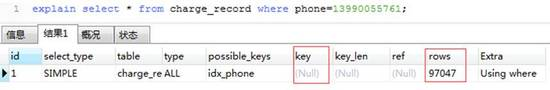 explain select * from charge_record where phone=13990055761;
信息 结果1 概况 状态
id select_type table type possible_keys key key_len ref rows Extra
1 SIMPLE charge_re ALL idx_phone (Null) (Null) (Null) 97047 Using where